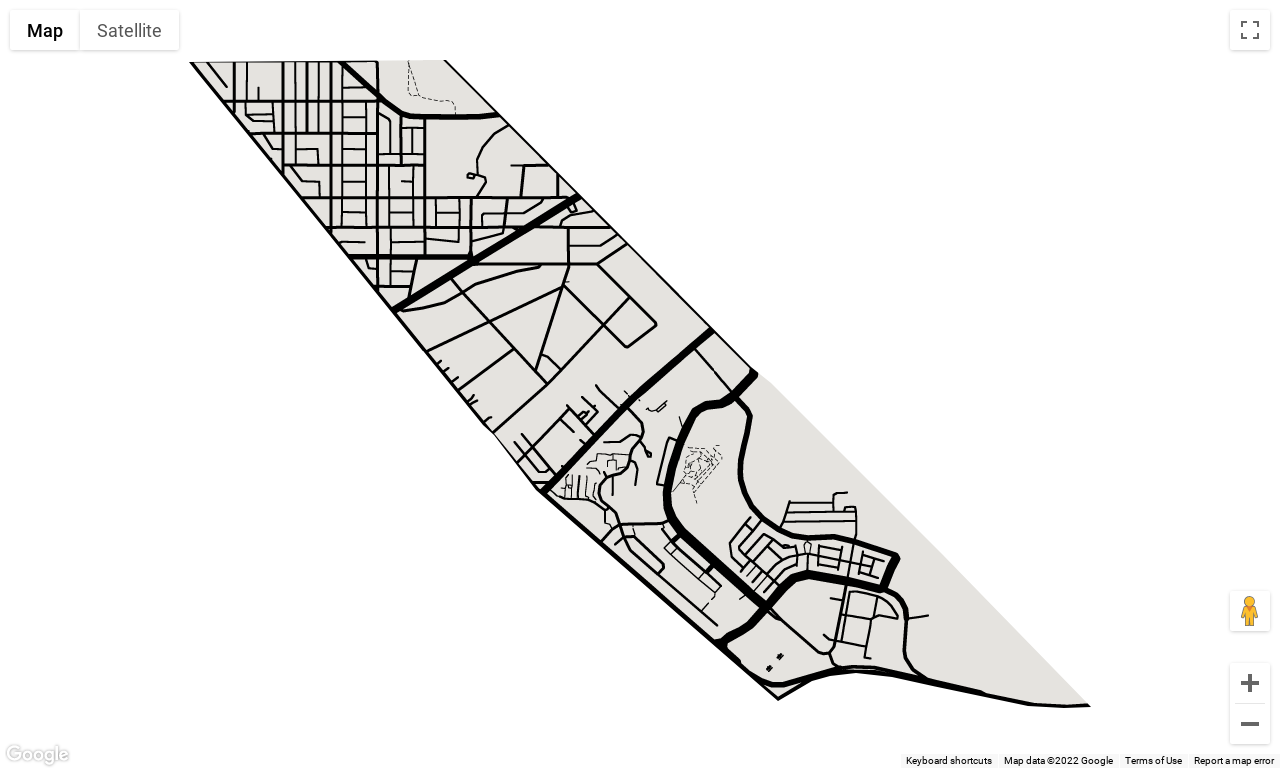 Map Satellite
Google
Keyboard shortcuts Map data ©2022 Google Terms of Use Report a map error